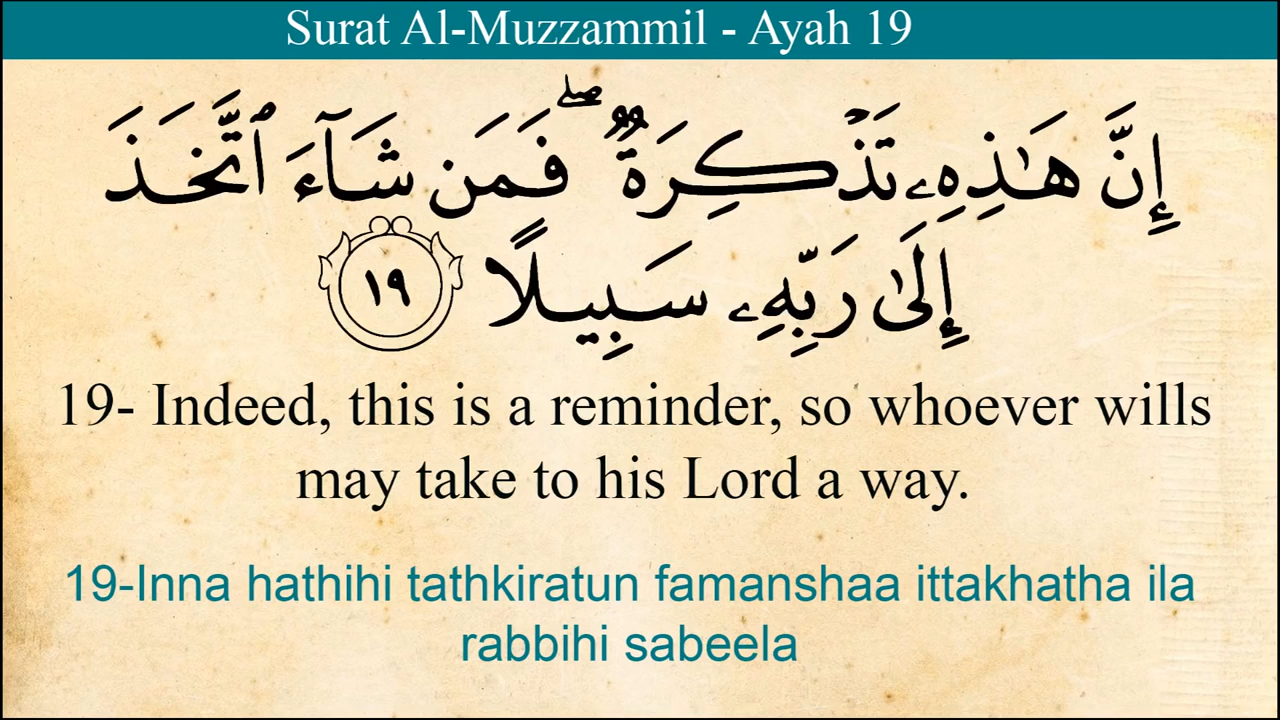 Surat Al-Muzzammil - Ayah 19
إِنَّ هَٰذِهِۦ تَذْكِرَةٌ ۖ فَمَن شَآءَ ٱتَّخَذَ
إِلَىٰ رَبِّهِۦ سَبِيلًا ١٩
19- Indeed, this is a reminder, so whoever wills
may take to his Lord a way.
19-Inna hathihi tathkiratun famanshaa ittakhatha ila
rabbihi sabeela